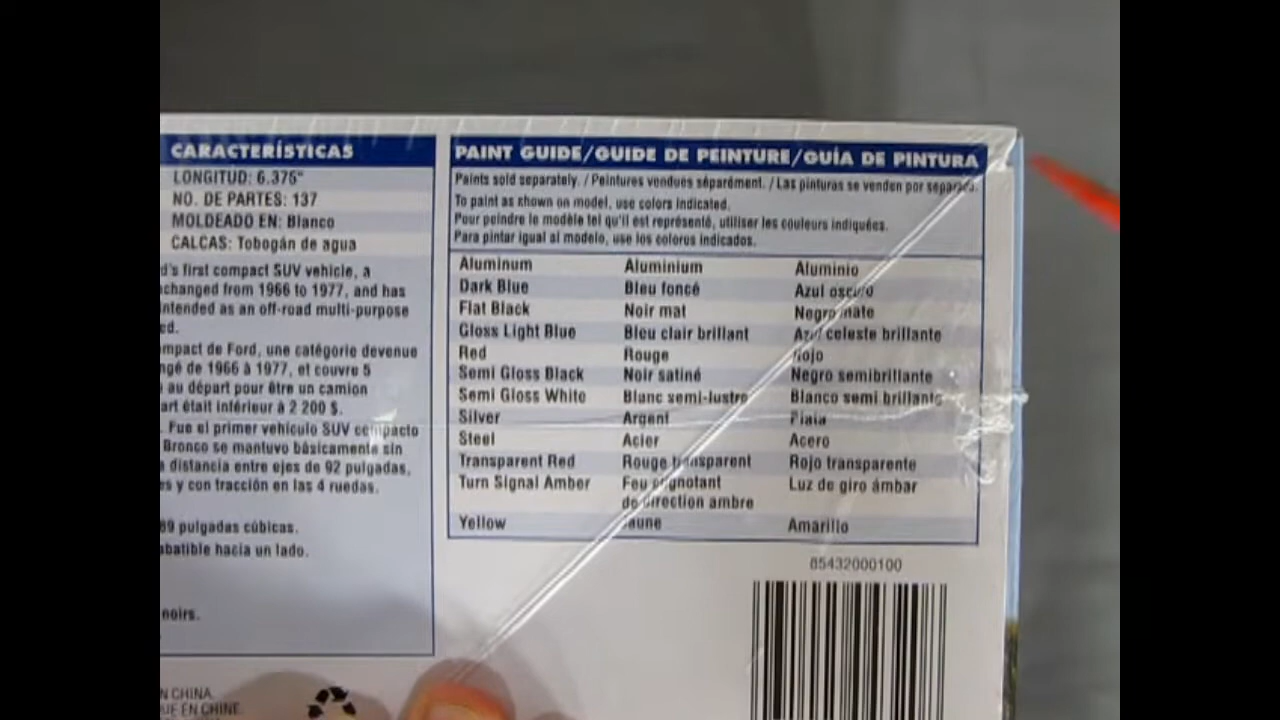 CARACTERÍSTICAS
LONGITUD: 6.375"
NO. DE PARTES: 137
MOLDEADO EN: Blanco
CALCAS: Tobogán de agua
d's first compact SUV vehicle, a
changed from 1966 to 1977, and has
intended as an off-road multi-purpose
ed.
mpact de Ford, une catégorie devenue
ngé de 1966 à 1977, et couvre 5
au départ pour être un camion
art était inférieur à 2 200 $.
. Fue el primer vehículo SUV compacto
Bronco se mantuvo básicamente sin
a distancia entre ejes de 92 pulgadas,
es y con tracción en las 4 ruedas.
89 pulgadas cúbicas.
abatible hacia un lado.
noirs.
N CHINA.
UE EN CHINE.
PAINT GUIDE/GUIDE DE PEINTURE/GUÍA DE PINTURA
Paints sold separately. / Peintures vendues séparément. / Las pinturas se venden por separado.
To paint as shown on model, use colors indicated.
Pour peindre le modèle tel qu'il est représenté, utiliser les couleurs indiquées.
Para pintar igual al modelo, use los colores indicados.
Aluminum Aluminium Aluminio
Dark Blue Bleu foncé Azul oscuro
Flat Black Noir mat Negro mate
Gloss Light Blue Bleu clair brillant Azul celeste brillante
Red Rouge Rojo
Semi Gloss Black Noir satiné Negro semibrillante
Semi Gloss White Blanc semi-lustre Blanco semi brillante
Silver Argent Plata
Steel Acier Acero
Transparent Red Rouge transparent Rojo transparente
Turn Signal Amber Feu clignotant Luz de giro ámbar
de direction ambre
Yellow Jaune Amarillo
85432000100